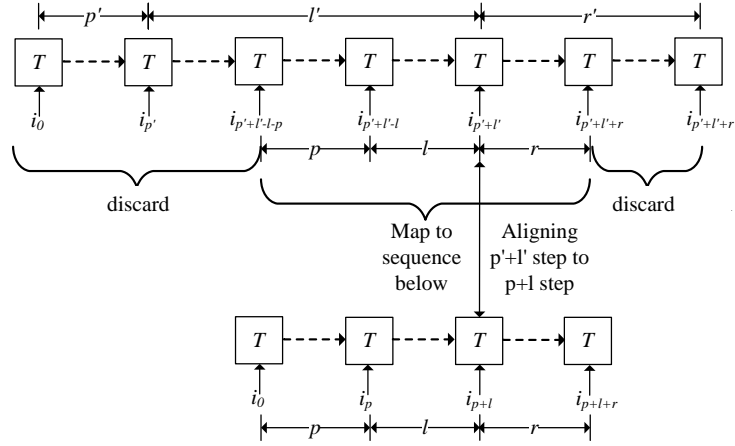 p' l' r'
T T T T T T T
i0 ip' ip'+l'-l-p ip'+l'-l ip'+l' ip'+l'+r ip'+l'+r
p l r
discard discard
Map to sequence below
Aligning p'+l' step to p+l step
T T T T
i0 ip ip+l ip+l+r
p l r